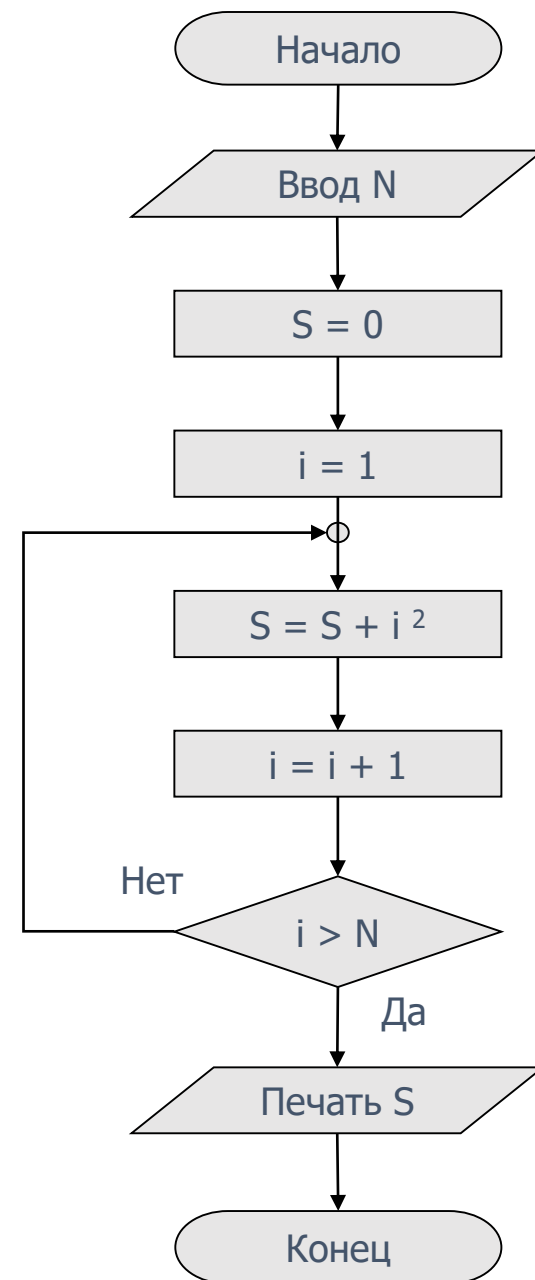 Начало
Ввод N
S = 0
i = 1
S = S + i ²
i = i + 1
Нет
i > N
Да
Печать S
Конец